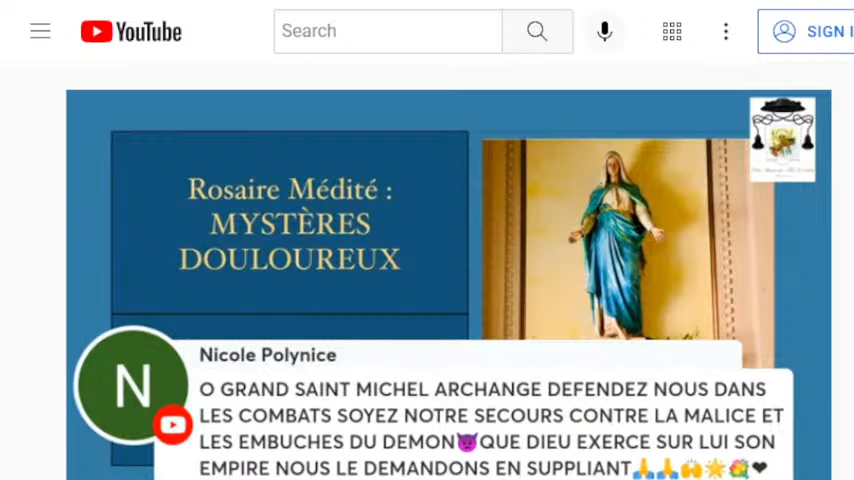 YouTube
Search
SIGN I
Rosaire Médité :
MYSTÈRES
DOULOUREUX
N
Nicole Polynice
O GRAND SAINT MICHEL ARCHANGE DEFENDEZ NOUS DANS
LES COMBATS SOYEZ NOTRE SECOURS CONTRE LA MALICE ET
LES EMBUCHES DU DEMON👿QUE DIEU EXERCE SUR LUI SON
EMPIRE NOUS LE DEMANDONS EN SUPPLIANT🙏🙏🙌🌟💐❤